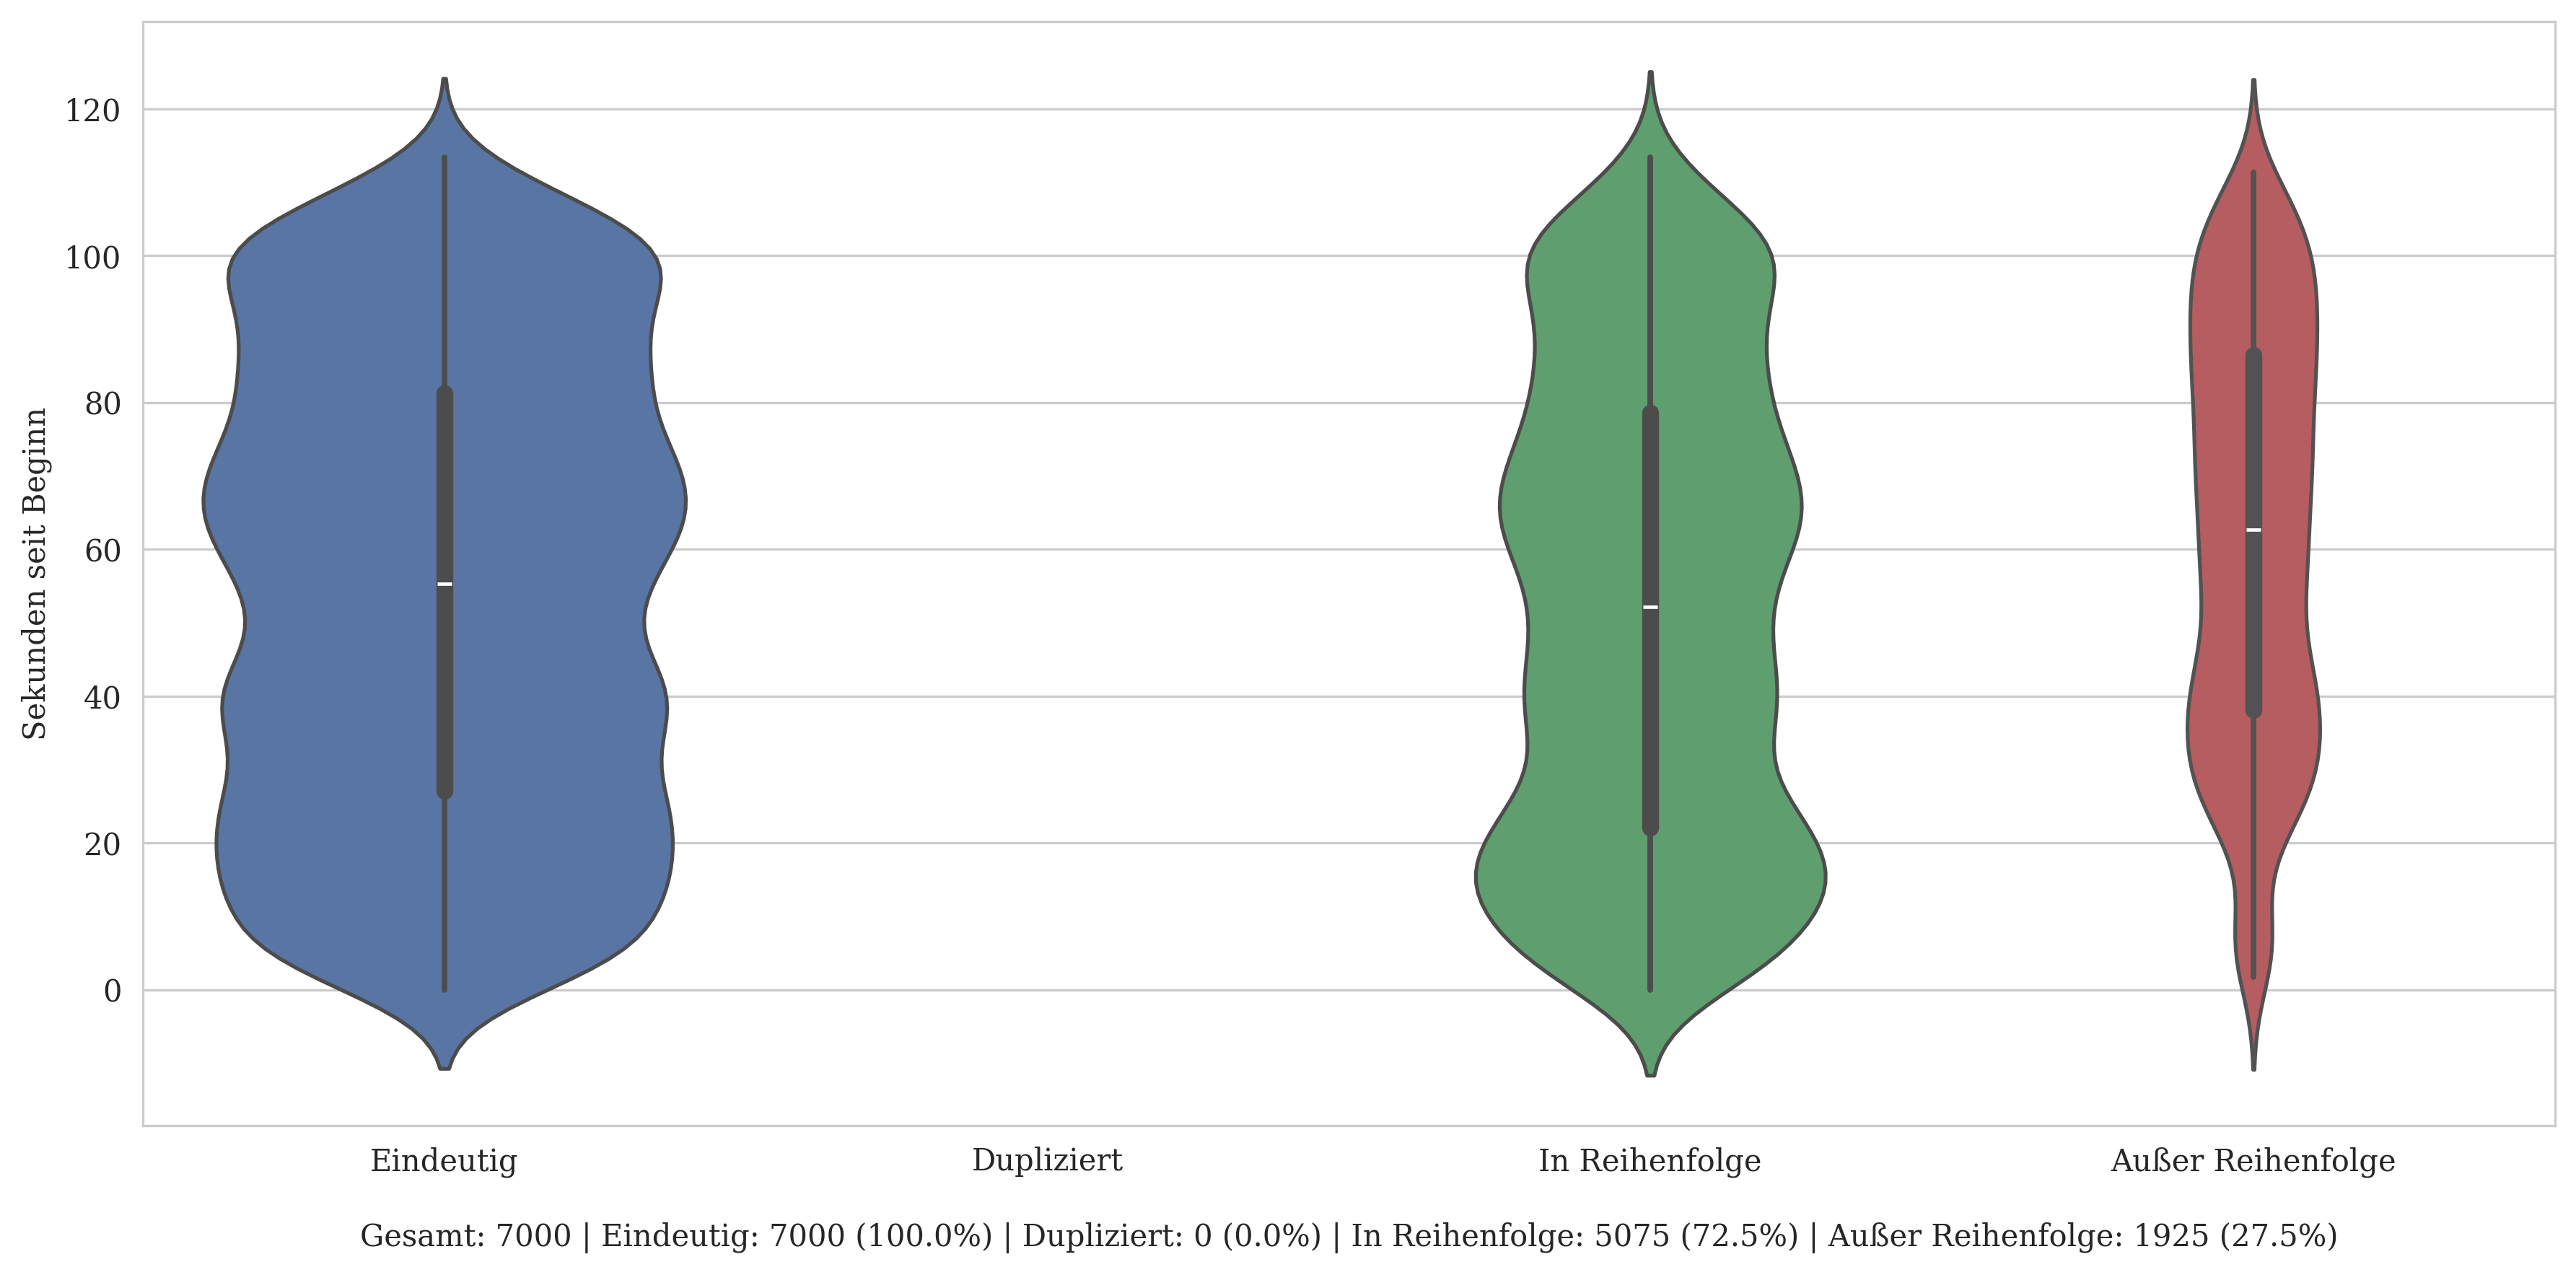 Sekunden seit Beginn
120
100
80
60
40
20
0
Eindeutig
Dupliziert
In Reihenfolge
Außer Reihenfolge
Gesamt: 7000 | Eindeutig: 7000 (100.0%) | Dupliziert: 0 (0.0%) | In Reihenfolge: 5075 (72.5%) | Außer Reihenfolge: 1925 (27.5%)